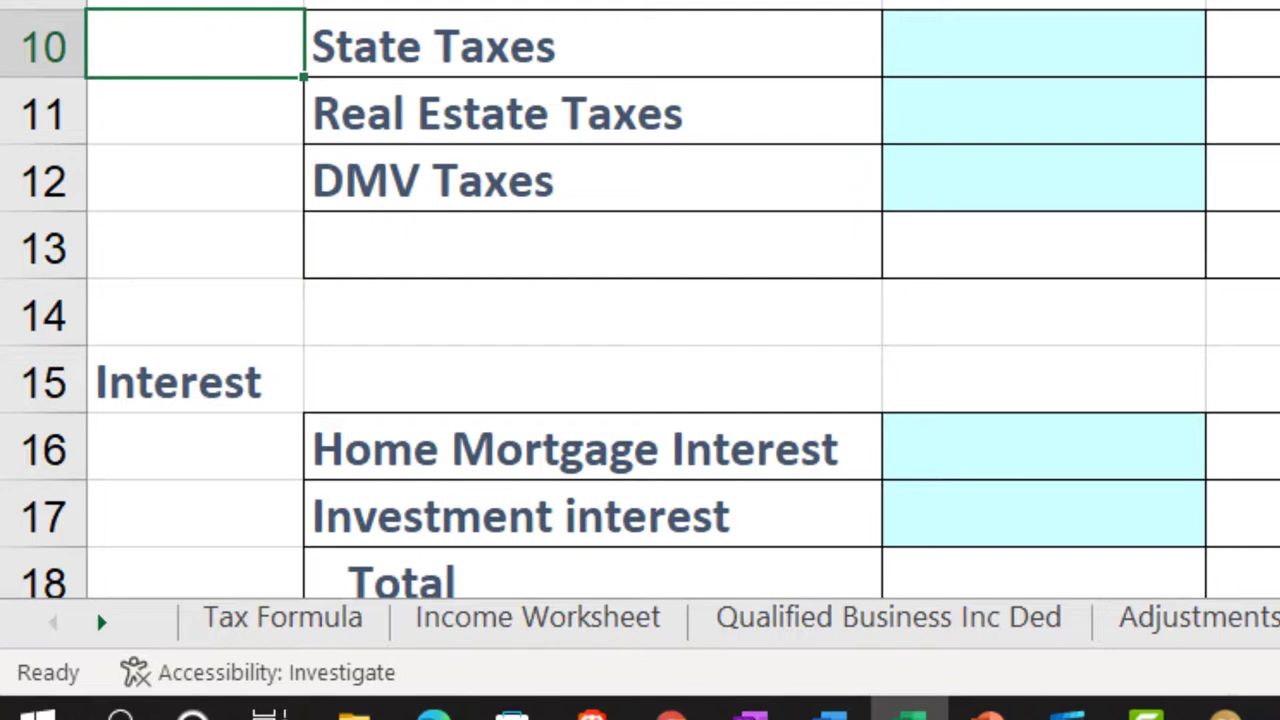 10 State Taxes
11 Real Estate Taxes
12 DMV Taxes
13
14
15 Interest
16 Home Mortgage Interest
17 Investment interest
18 Total
Tax Formula Income Worksheet Qualified Business Inc Ded Adjustments
Ready Accessibility: Investigate